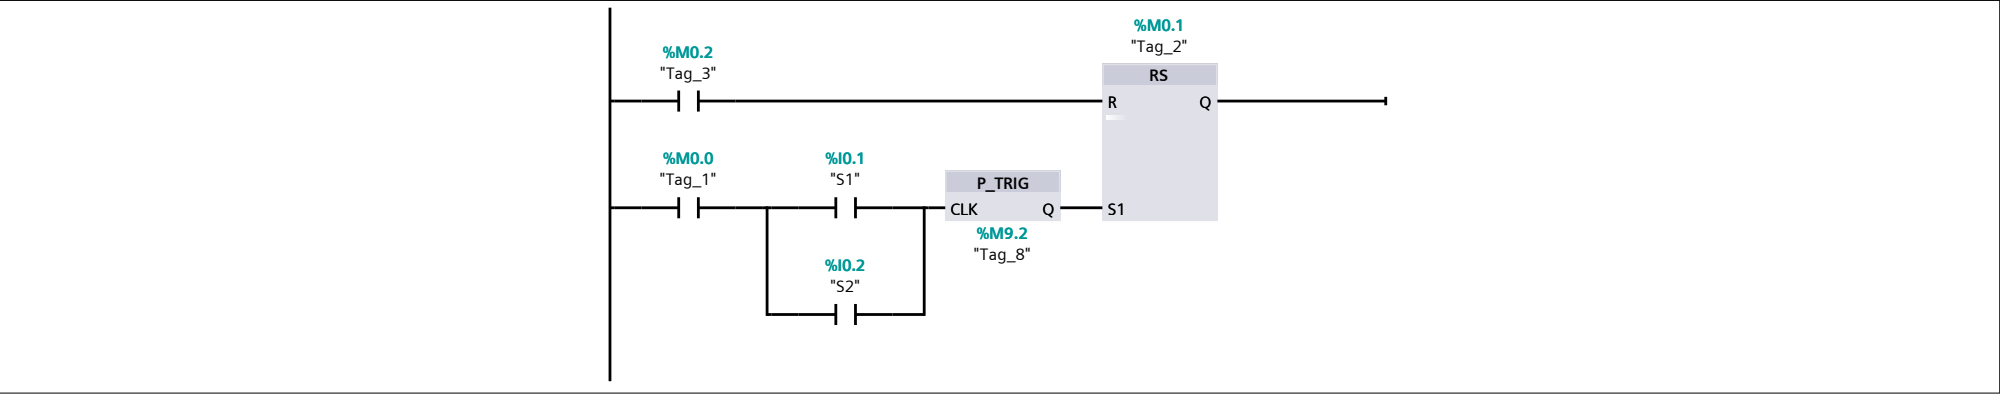 %M0.1
"Tag_2"
%M0.2
"Tag_3"
RS
R Q
%M0.0
"Tag_1"
%I0.1
"S1"
P_TRIG
CLK Q
S1
%M9.2
"Tag_8"
%I0.2
"S2"